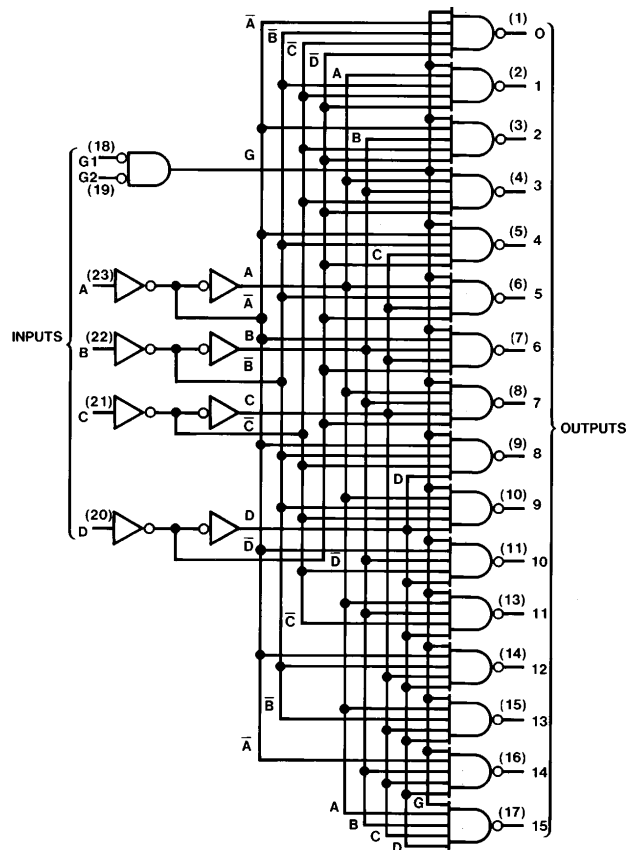 A̅
B̅
C̅
D̅
(1)
0
A
(2)
1
B
(3)
2
(18)
G1
G2
(19)
G
(4)
3
C
(5)
4
(23)
A
A
A̅
(6)
5
INPUTS
(22)
B
B
B̅
(7)
6
(21)
C
C
C̅
(8)
7
OUTPUTS
(9)
8
D
(20)
D
D
D̅
D̅
(10)
9
(11)
10
C̅
(13)
11
(14)
12
B̅
(15)
13
A̅
(16)
14
G
A
B
C
D
(17)
15